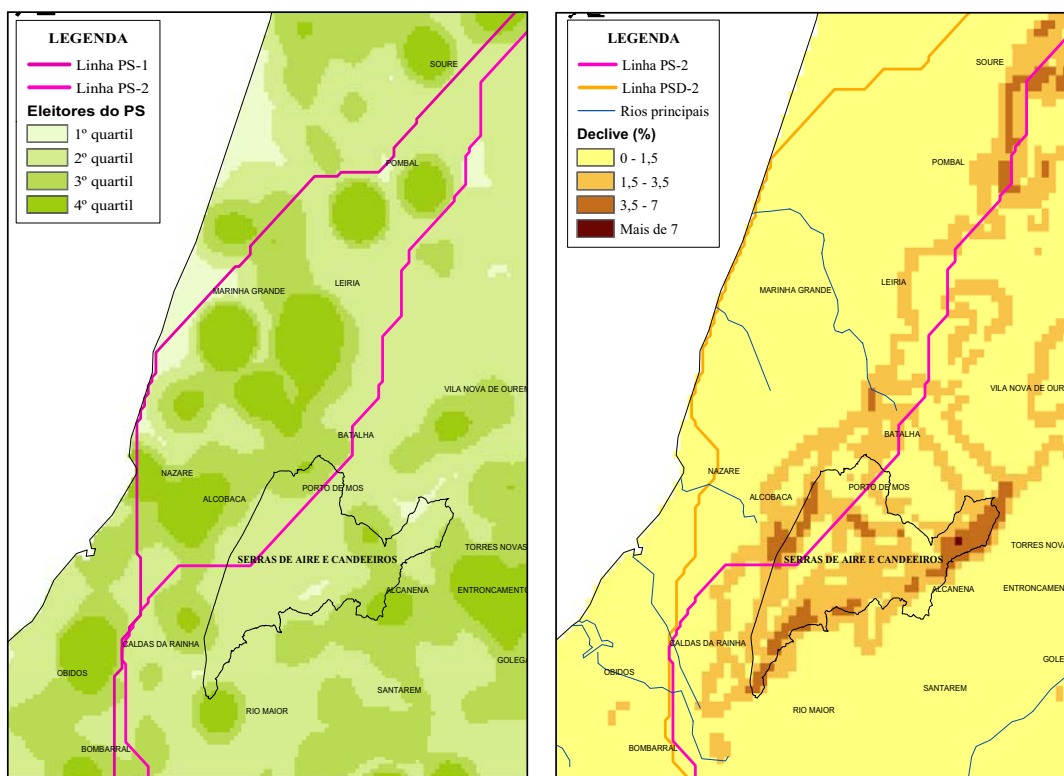 LEGENDA
Linha PS-1
Linha PS-2
Eleitores do PS
1º quartil
2º quartil
3º quartil
4º quartil
SOURE
POMBAL
LEIRIA
MARINHA GRANDE
VILA NOVA DE OUREM
BATALHA
NAZARE
PORTO DE MOS
ALCOBACA
TORRES NOVAS
SERRAS DE AIRE E CANDEEIROS
ALCANENA
ENTRONCAMENTO
CALDAS DA RAINHA
GOLEG
OBIDOS
SANTAREM
RIO MAIOR
BOMBARRAL
LEGENDA
Linha PS-2
Linha PSD-2
Rios principais
Declive (%)
0 - 1,5
1,5 - 3,5
3,5 - 7
Mais de 7
SOURE
POMBAL
LEIRIA
MARINHA GRANDE
VILA NOVA DE OURE
BATALHA
NAZARE
PORTO DE MOS
ALCOBACA
TORRES NOVA
SERRAS DE AIRE E CANDEEIROS
ALCANENA
ENTRONCAMEN
CALDAS DA RAINHA
GOLE
OBIDOS
SANTAREM
RIO MAIOR
BOMBARRAL